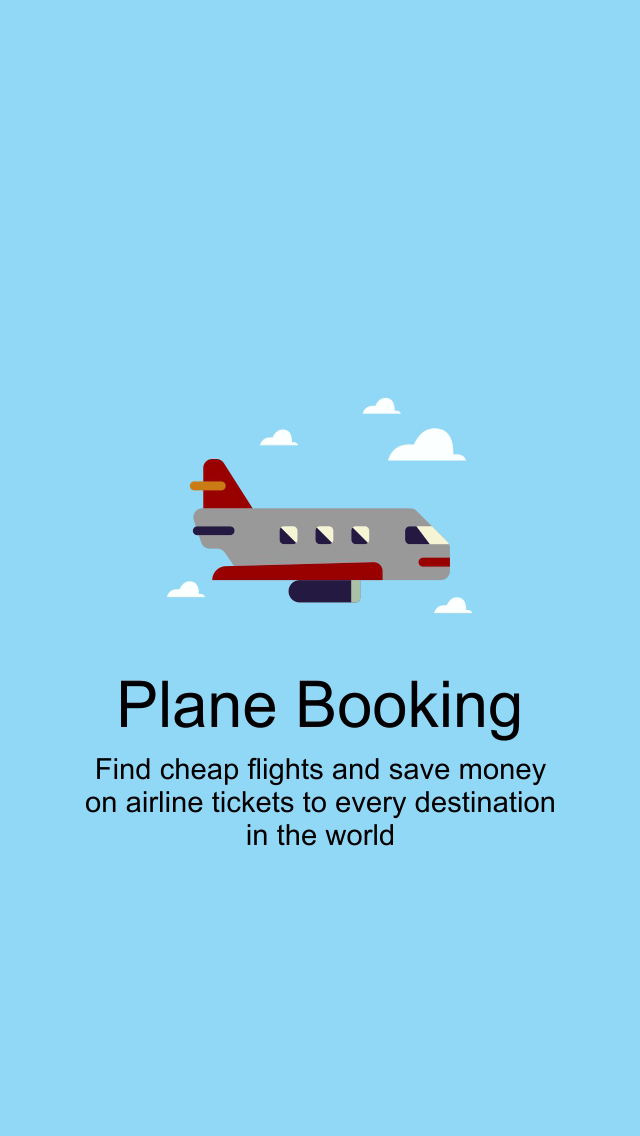 Plane Booking
Find cheap flights and save money
on airline tickets to every destination
in the world